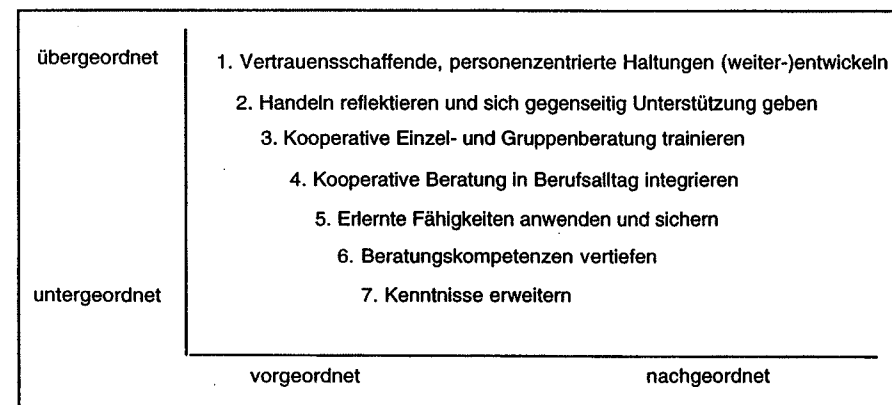 übergeordnet
1. Vertrauensschaffende, personenzentrierte Haltungen (weiter-)entwickeln
2. Handeln reflektieren und sich gegenseitig Unterstützung geben
3. Kooperative Einzel- und Gruppenberatung trainieren
4. Kooperative Beratung in Berufsalltag integrieren
5. Erlernte Fähigkeiten anwenden und sichern
6. Beratungskompetenzen vertiefen
untergeordnet
7. Kenntnisse erweitern
vorgeordnet
nachgeordnet